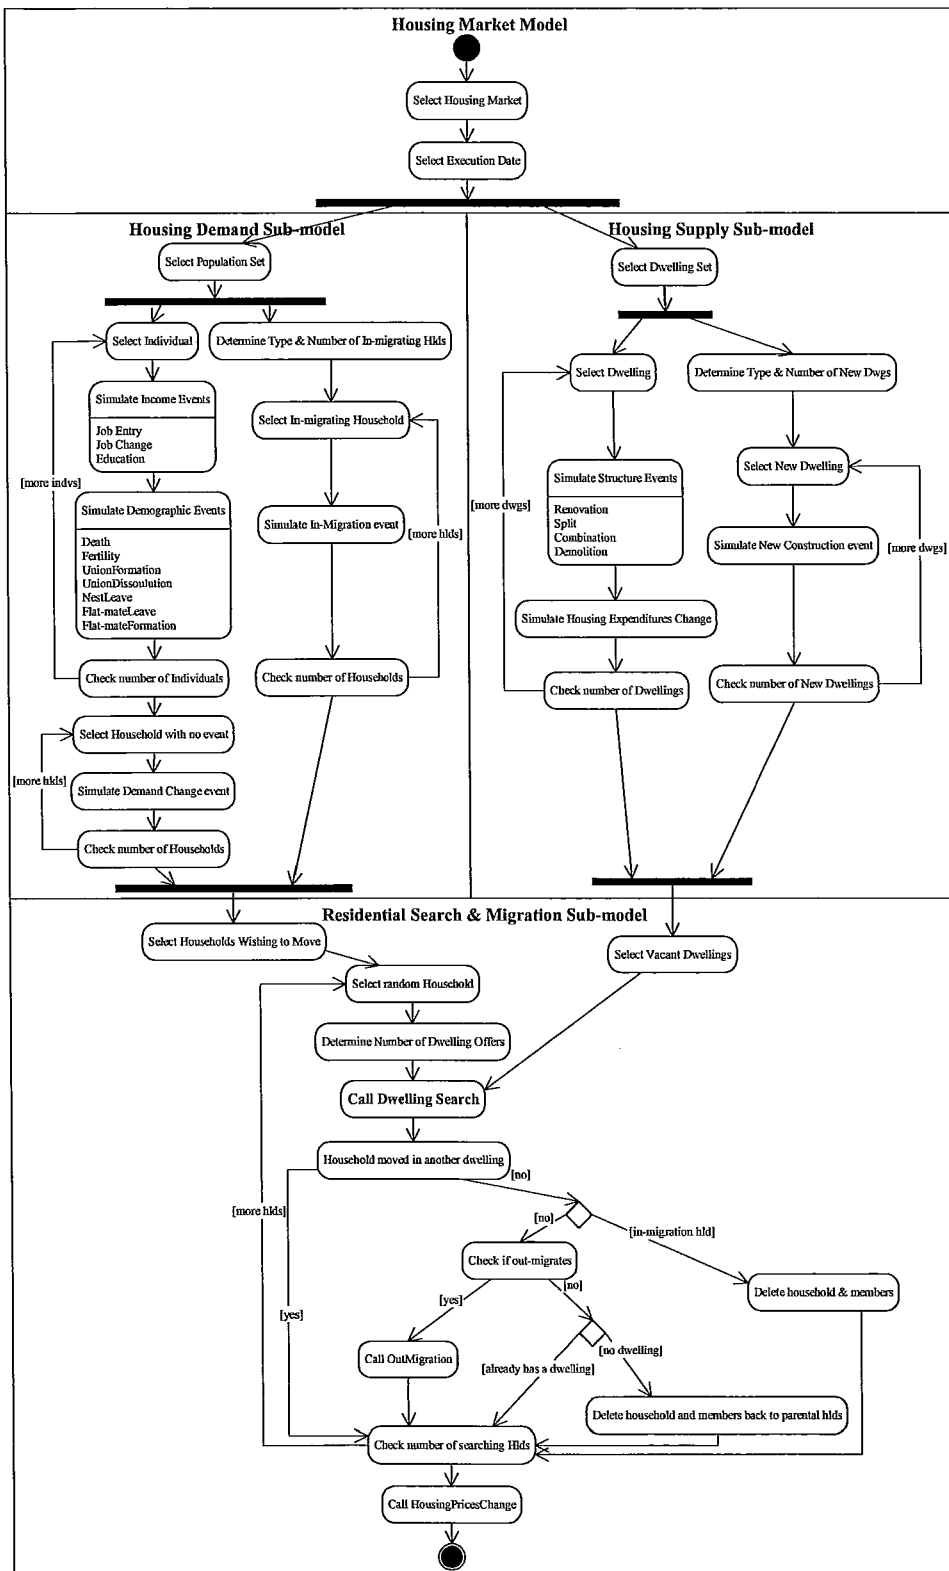 Housing Market Model
Select Housing Market
Select Execution Date
Housing Demand Sub-model
Select Population Set
Select Individual
Determine Type & Number of In-migrating Hlds
Simulate Income Events
Job Entry
Job Change
Education
Select In-migrating Household
[more indvs]
Simulate Demographic Events
Death
Fertility
UnionFormation
UnionDissoulution
NestLeave
Flat-mateLeave
Flat-mateFormation
Simulate In-Migration event
[more hlds]
Check number of Individuals
Check number of Households
Select Household with no event
[more hkls]
Simulate Demand Change event
Check number of Households
Housing Supply Sub-model
Select Dwelling Set
Select Dwelling
Determine Type & Number of New Dwgs
Simulate Structure Events
Renovation
Split
Combination
Demolition
[more dwgs]
Select New Dwelling
Simulate New Construction event
[more dwgs]
Simulate Housing Expenditures Change
Check number of Dwellings
Check number of New Dwellings
Residential Search & Migration Sub-model
Select Households Wishing to Move
Select Vacant Dwellings
Select random Household
Determine Number of Dwelling Offers
Call Dwelling Search
Household moved in another dwelling
[no]
[more hlds]
[no]
[in-migration hld]
Check if out-migrates
Delete household & members
[yes]
[yes]
[no]
Call OutMigration
[already has a dwelling]
[no dwelling]
Delete household and members back to parental hlds
Check number of searching Hlds
Call HousingPricesChange